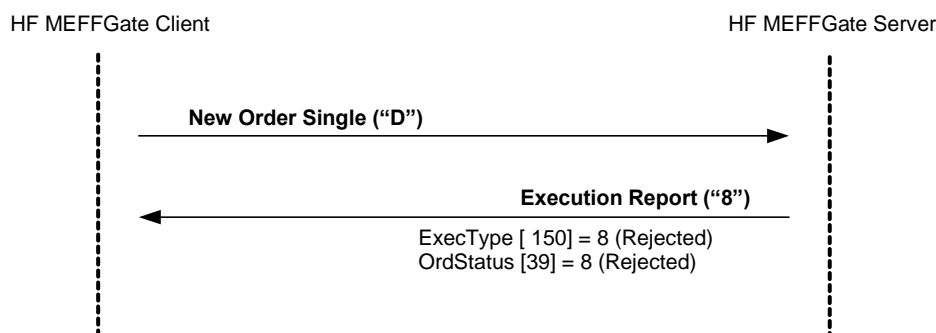 HF MEFFGate Client
HF MEFFGate Server
New Order Single (“D”)
Execution Report (“8”)
ExecType [ 150] = 8 (Rejected)
OrdStatus [39] = 8 (Rejected)